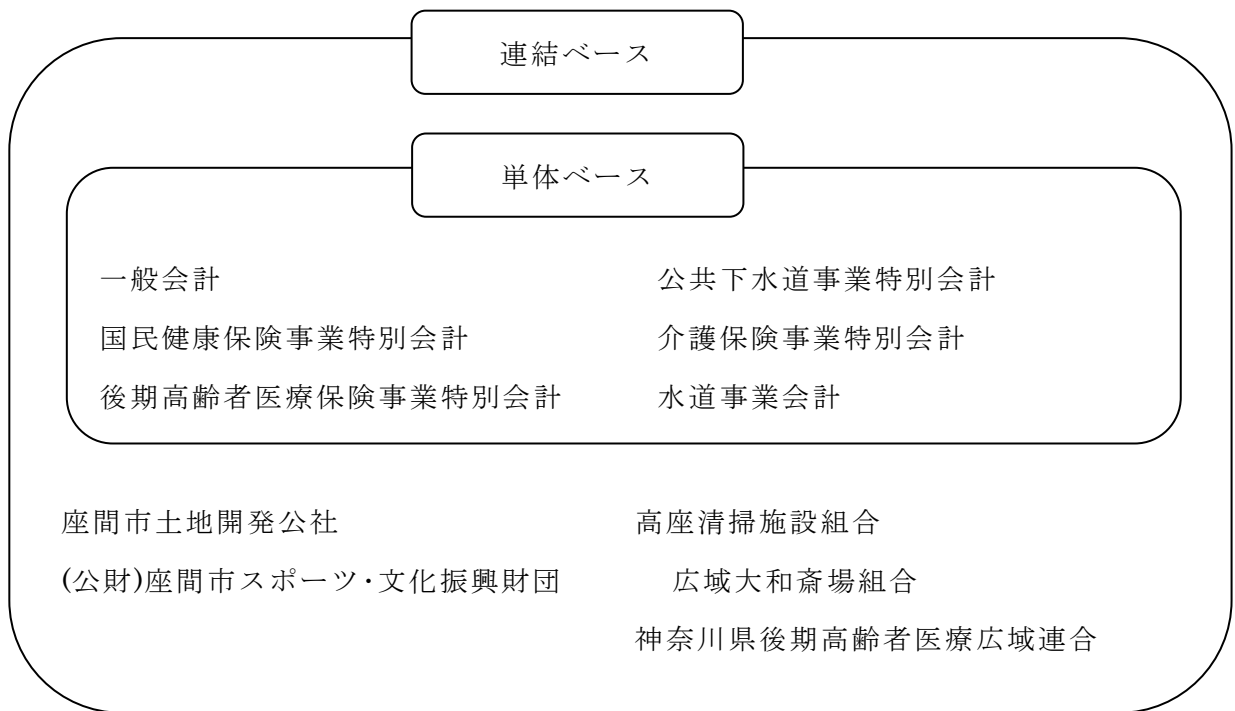 連結ベース
単体ベース
一般会計
公共下水道事業特別会計
国民健康保険事業特別会計
介護保険事業特別会計
後期高齢者医療保険事業特別会計
水道事業会計
座間市土地開発公社
高座清掃施設組合
(公財)座間市スポーツ・文化振興財団
広域大和斎場組合
神奈川県後期高齢者医療広域連合